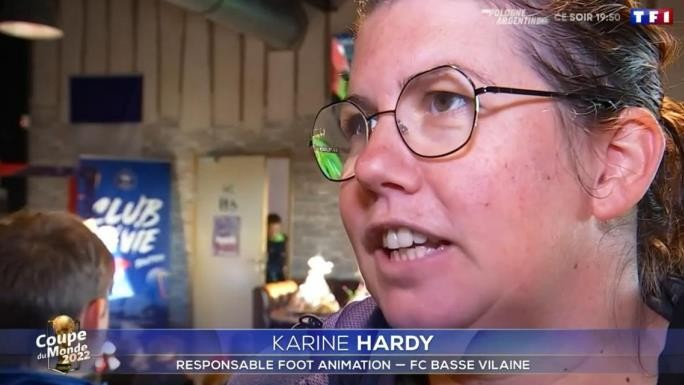 POLOGNE
ARGENTINE
CE SOIR 19:50
TF1
CLUB
VIE
Coupe
du Monde
2022
KARINE HARDY
RESPONSABLE FOOT ANIMATION — FC BASSE VILAINE